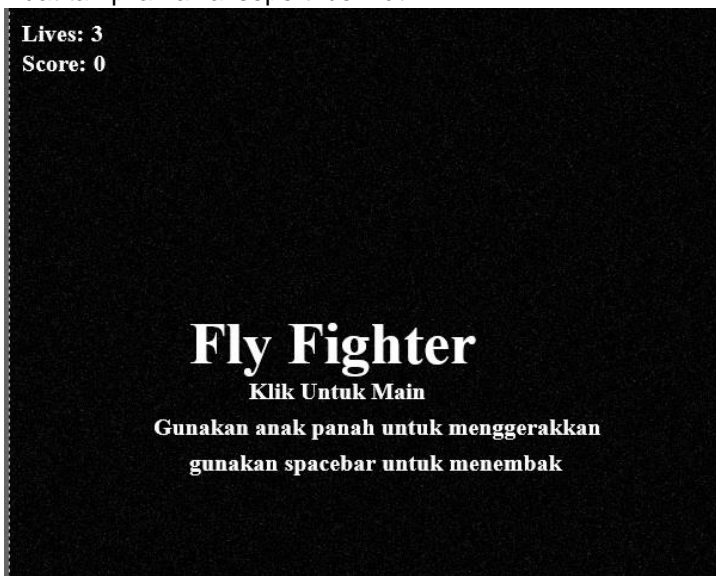 Lives: 3
Score: 0
Fly Fighter
Klik Untuk Main
Gunakan anak panah untuk menggerakkan
gunakan spacebar untuk menembak